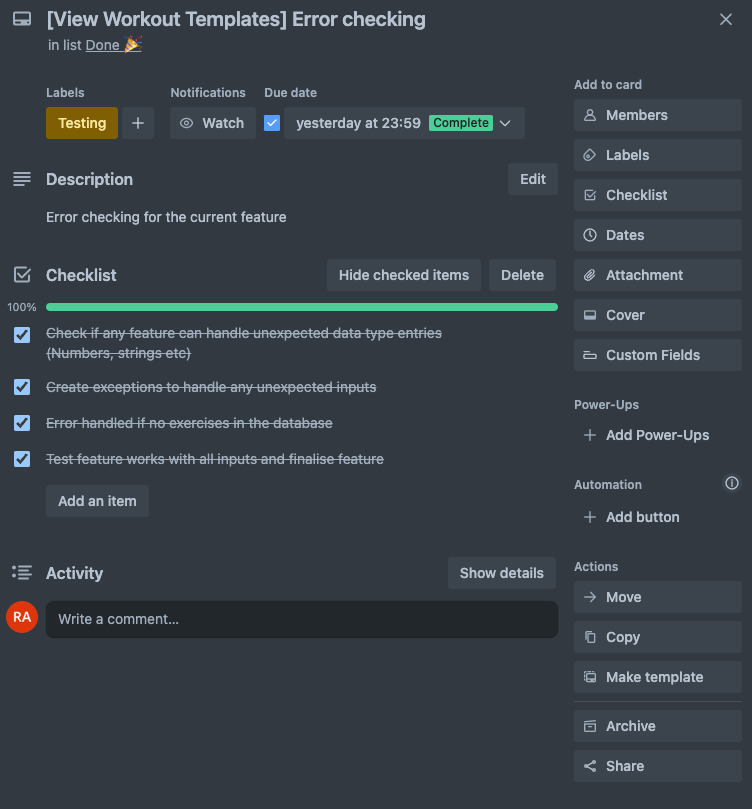 [View Workout Templates] Error checking
in list Done 🎉
Labels
Testing
+
Notifications
Watch
Due date
yesterday at 23:59 Complete
Description
Edit
Error checking for the current feature
Checklist
Hide checked items
Delete
100%
Check if any feature can handle unexpected data type entries
(Numbers, strings etc)
Create exceptions to handle any unexpected inputs
Error handled if no exercises in the database
Test feature works with all inputs and finalise feature
Add an item
Activity
Show details
RA
Write a comment...
Add to card
Members
Labels
Checklist
Dates
Attachment
Cover
Custom Fields
Power-Ups
+ Add Power-Ups
Automation
+ Add button
Actions
Move
Copy
Make template
Archive
Share